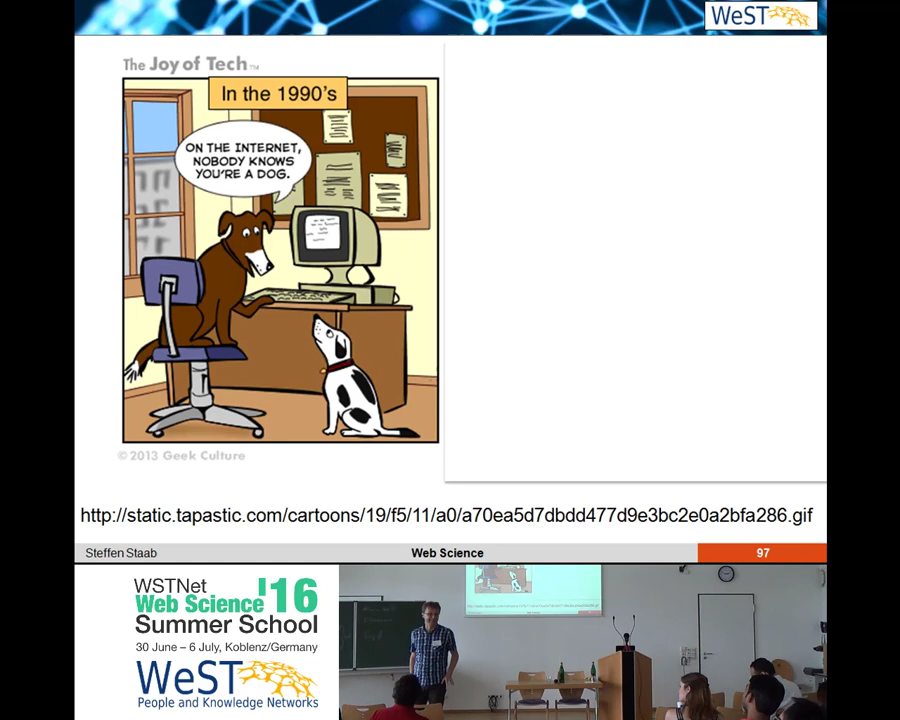 WeST
The Joy of Tech™
In the 1990's
ON THE INTERNET,
NOBODY KNOWS
YOU'RE A DOG.
© 2013 Geek Culture
http://static.tapastic.com/cartoons/19/f5/11/a0/a70ea5d7dbdd477d9e3bc2e0a2bfa286.gif
Steffen Staab
Web Science
97
WSTNet
Web Science '16
Summer School
30 June – 6 July, Koblenz/Germany
WeST
People and Knowledge Networks